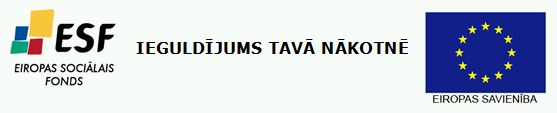 ESF
EIROPAS SOCIĀLAIS
FONDS
IEGULDĪJUMS TAVĀ NĀKOTNĒ
EIROPAS SAVIENĪBA